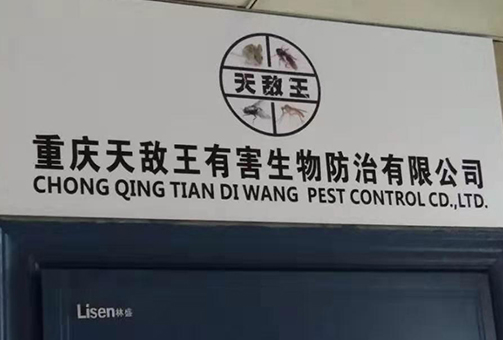 天敌王
重庆天敌王有害生物防治有限公司
CHONG QING TIAN DI WANG PEST CONTROL CD.,LTD.
Lisen林盛